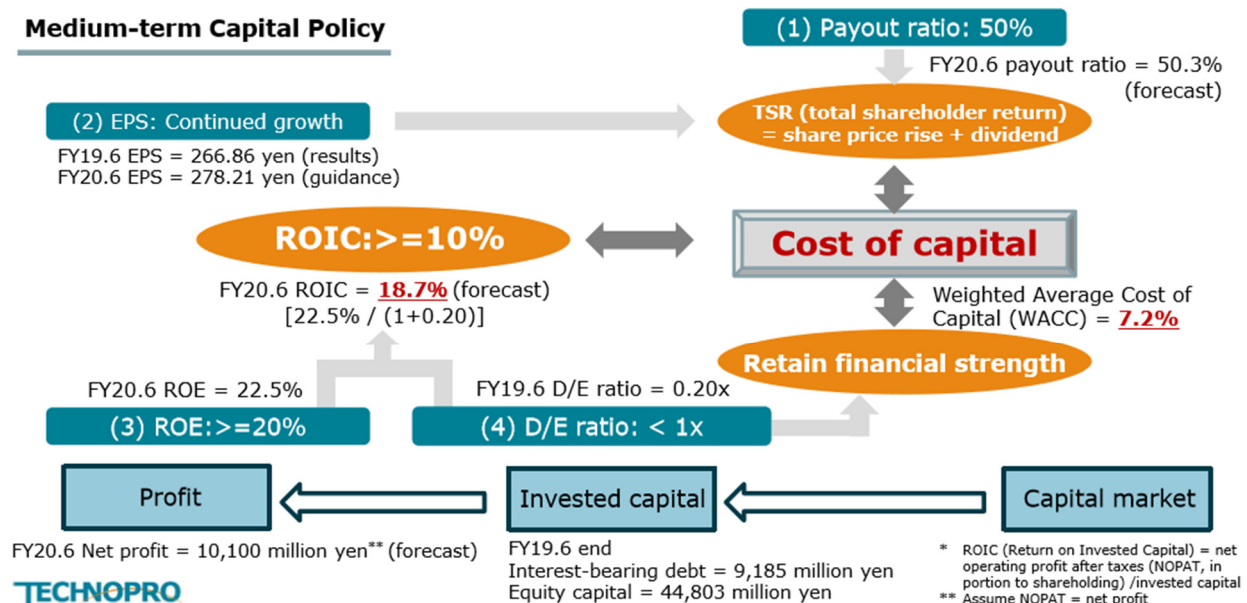 Medium-term Capital Policy
(1) Payout ratio: 50%
FY20.6 payout ratio = 50.3%
(forecast)
(2) EPS: Continued growth
FY19.6 EPS = 266.86 yen (results)
FY20.6 EPS = 278.21 yen (guidance)
TSR (total shareholder return)
= share price rise + dividend
ROIC:>=10%
Cost of capital
FY20.6 ROIC = 18.7% (forecast)
[22.5% / (1+0.20)]
Weighted Average Cost of
Capital (WACC) = 7.2%
Retain financial strength
FY20.6 ROE = 22.5%
(3) ROE:>=20%
FY19.6 D/E ratio = 0.20x
(4) D/E ratio: < 1x
Profit
Invested capital
Capital market
FY20.6 Net profit = 10,100 million yen** (forecast)
FY19.6 end
Interest-bearing debt = 9,185 million yen
Equity capital = 44,803 million yen
* ROIC (Return on Invested Capital) = net
operating profit after taxes (NOPAT, in
portion to shareholding) /invested capital
** Assume NOPAT = net profit
TECHNOPRO